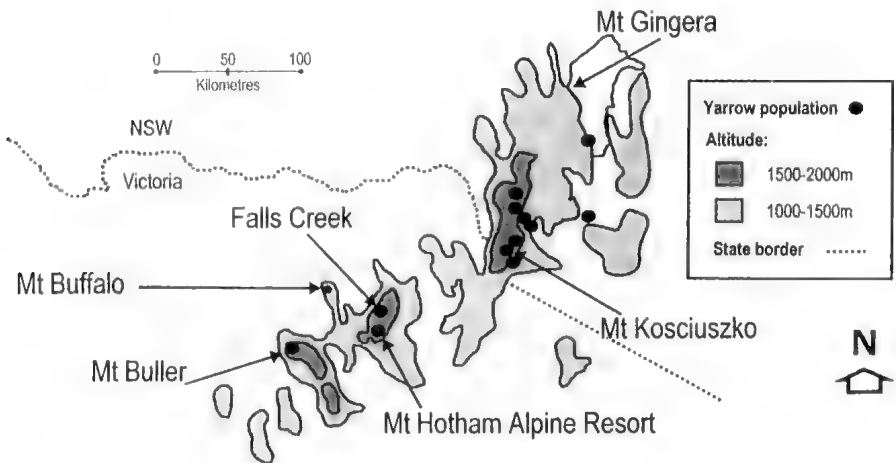 Mt Gingera
0 50 100
Kilometres
NSW
Victoria
Falls Creek
Mt Buffalo
Mt Buller
Mt Hotham Alpine Resort
Mt Kosciuszko
Yarrow population
Altitude:
1500-2000m
1000-1500m
State border
N